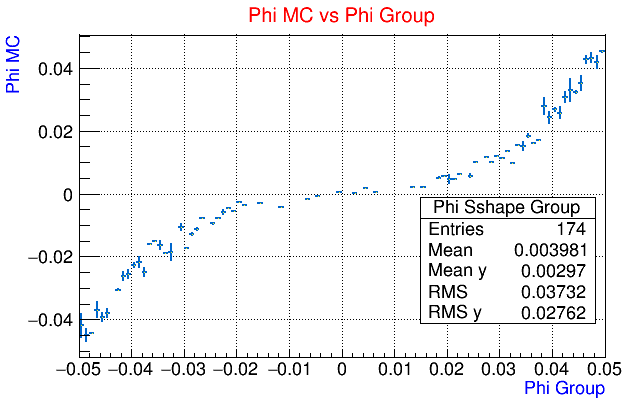 Phi MC vs Phi Group
Phi MC
0.04
0.02
0
−0.02
−0.04
Phi Sshape Group
Entries 174
Mean 0.003981
Mean y 0.00297
RMS 0.03732
RMS y 0.02762
−0.05 −0.04 −0.03 −0.02 −0.01 0 0.01 0.02 0.03 0.04 0.05
Phi Group